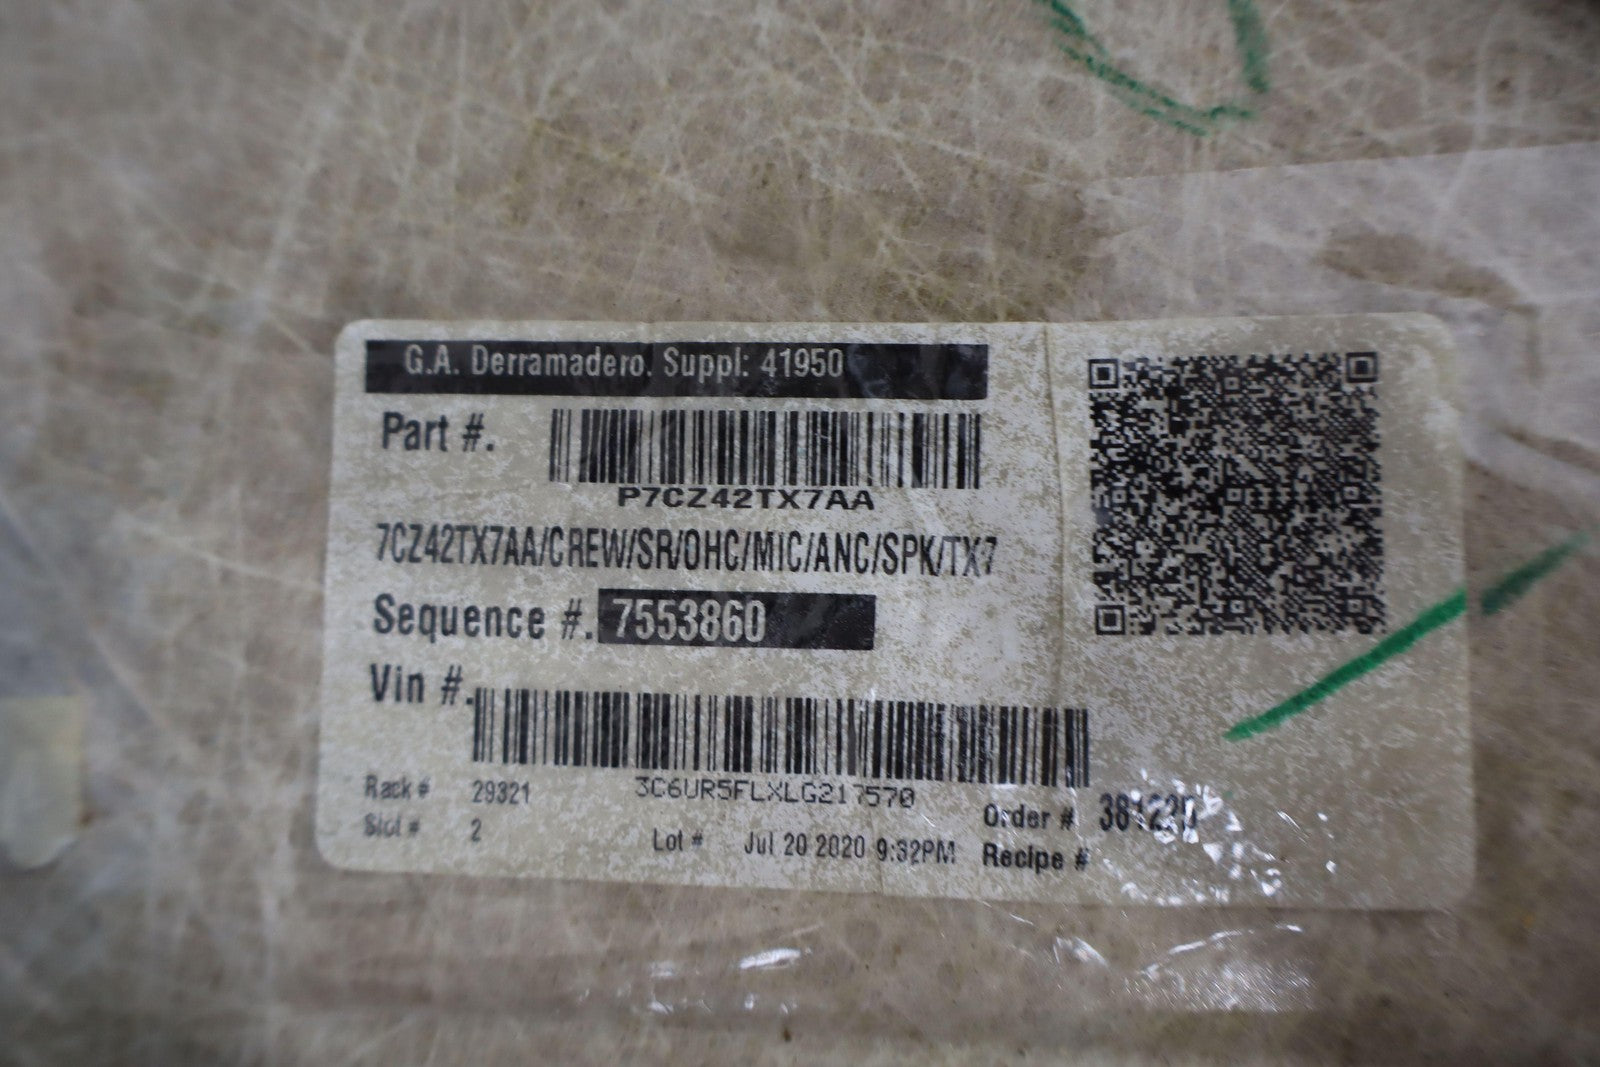 G.A. Derramadero. Suppl: 41950
Part #.
P7CZ42TX7AA
7CZ42TX7AA/CREW/SR/OHC/MIC/ANC/SPK/TX7
Sequence #. 7553860
Vin #.
3C6UR5FLXLG217570
Rack # 29321
Slot # 2
Lot # Jul 20 2020 9:32PM
Order # 381220
Recipe #